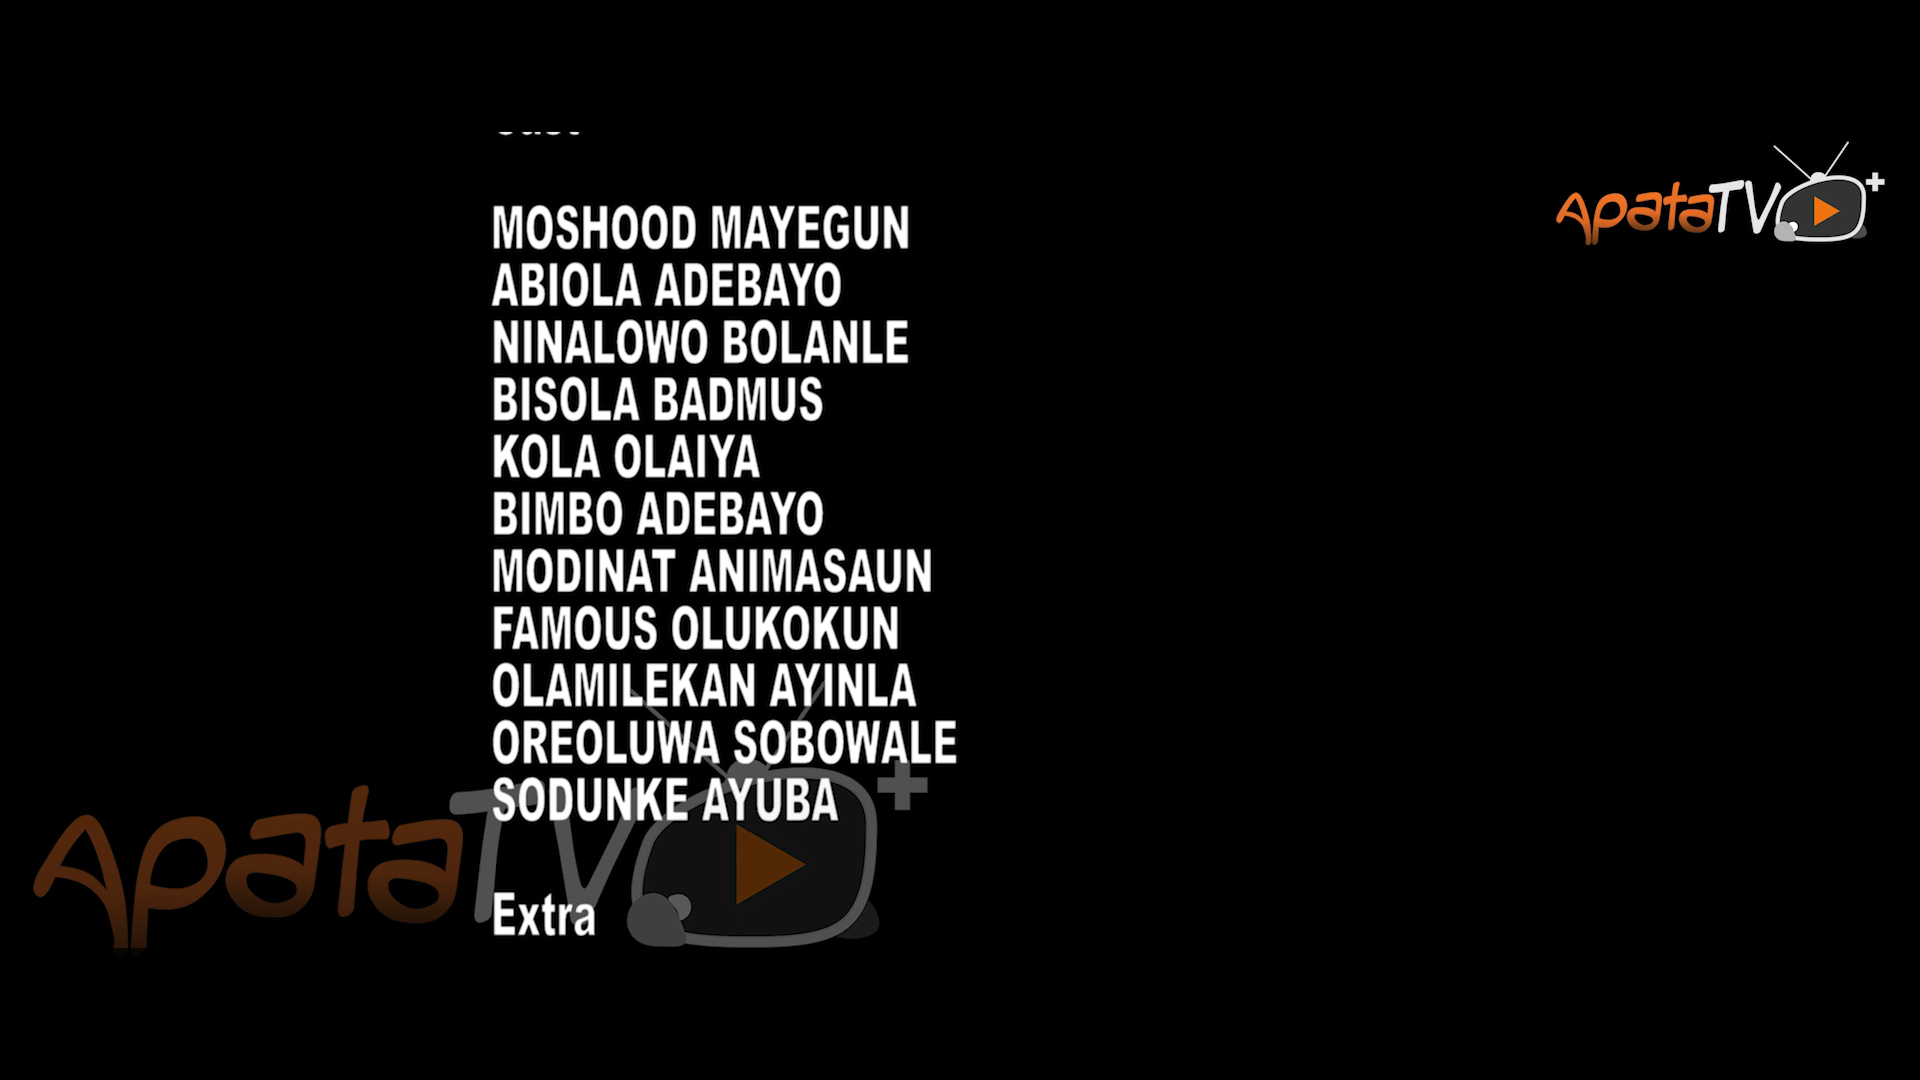 MOSHOOD MAYEGUN
ABIOLA ADEBAYO
NINALOWO BOLANLE
BISOLA BADMUS
KOLA OLAIYA
BIMBO ADEBAYO
MODINAT ANIMASAUN
FAMOUS OLUKOKUN
OLAMILEKAN AYINLA
OREOLUWA SOBOWALE
SODUNKE AYUBA
Extra
ApataTV+
ApataTV+